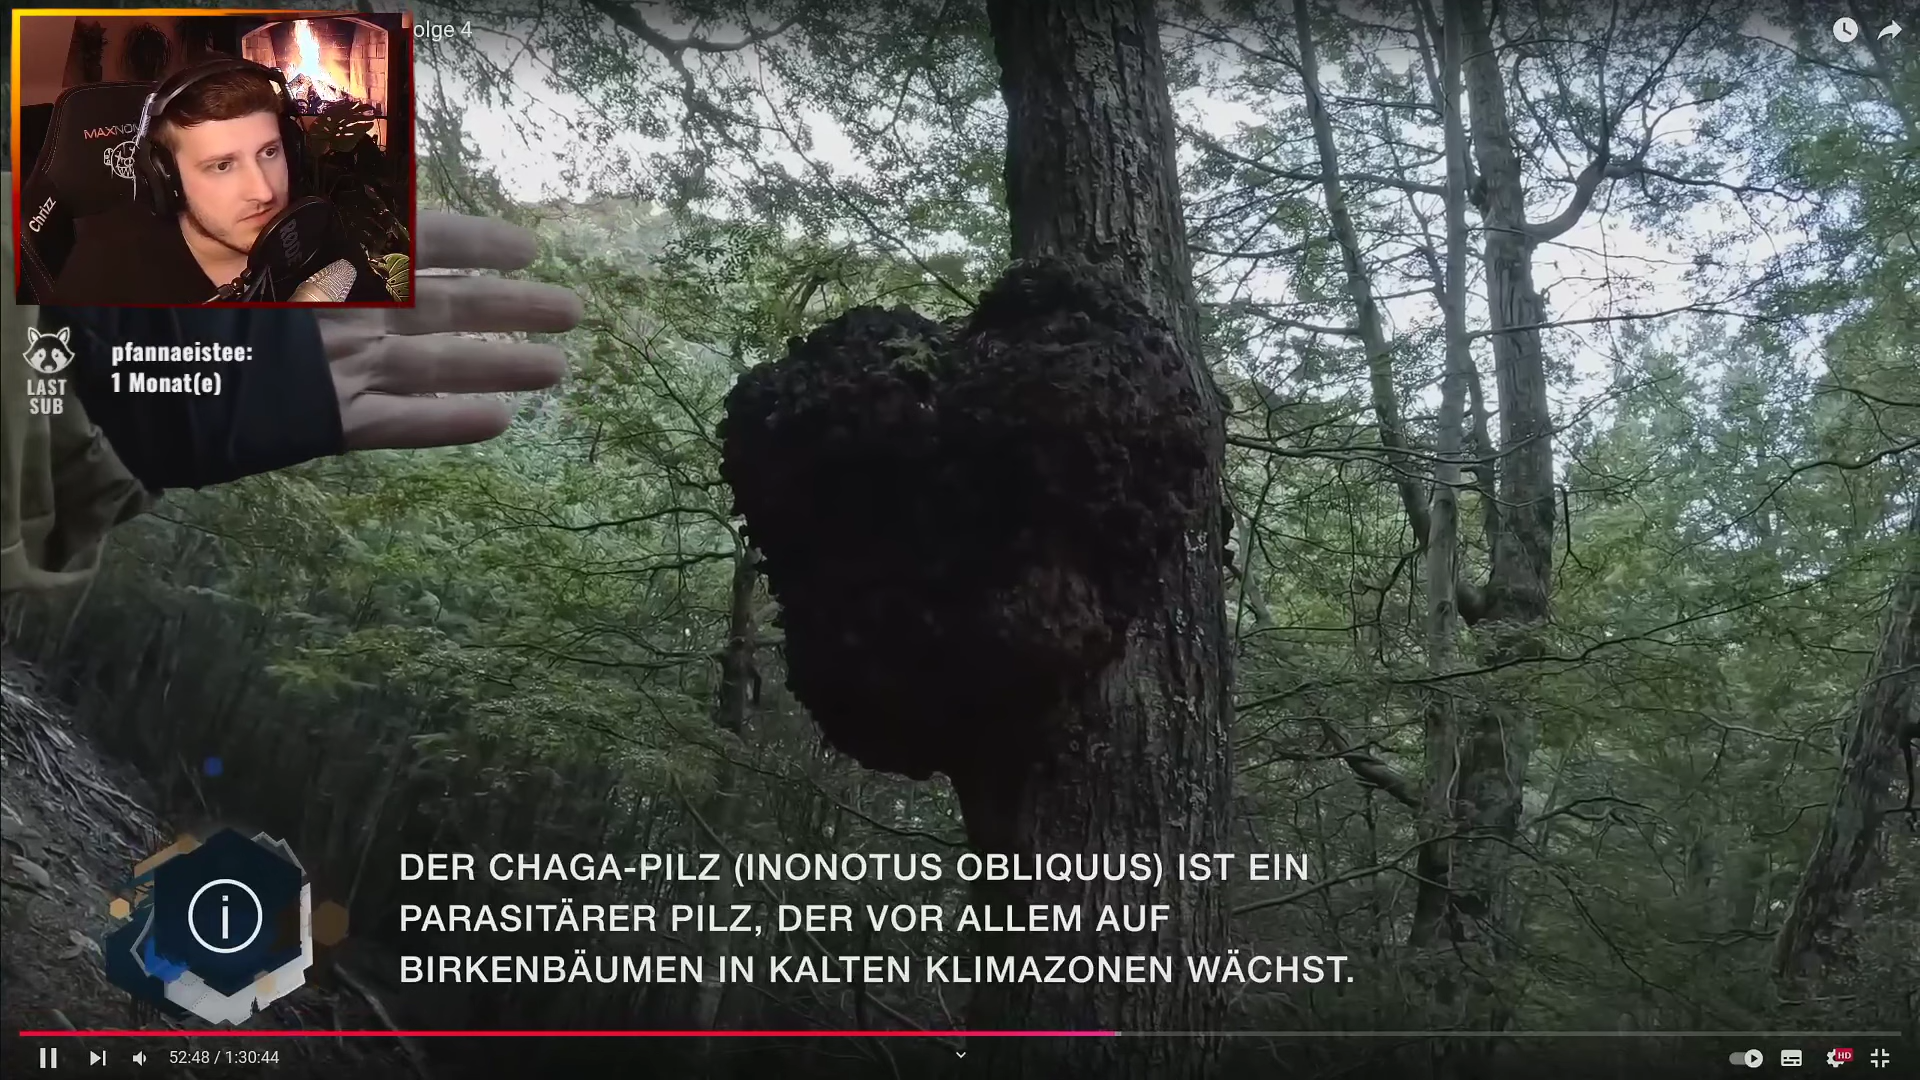 olge 4
MAXNOM
Chrizz
RØDE
pfannaeistee:
1 Monat(e)
LAST
SUB
DER CHAGA-PILZ (INONOTUS OBLIQUUS) IST EIN
PARASITÄRER PILZ, DER VOR ALLEM AUF
BIRKENBÄUMEN IN KALTEN KLIMAZONEN WÄCHST.
52:48 / 1:30:44
HD